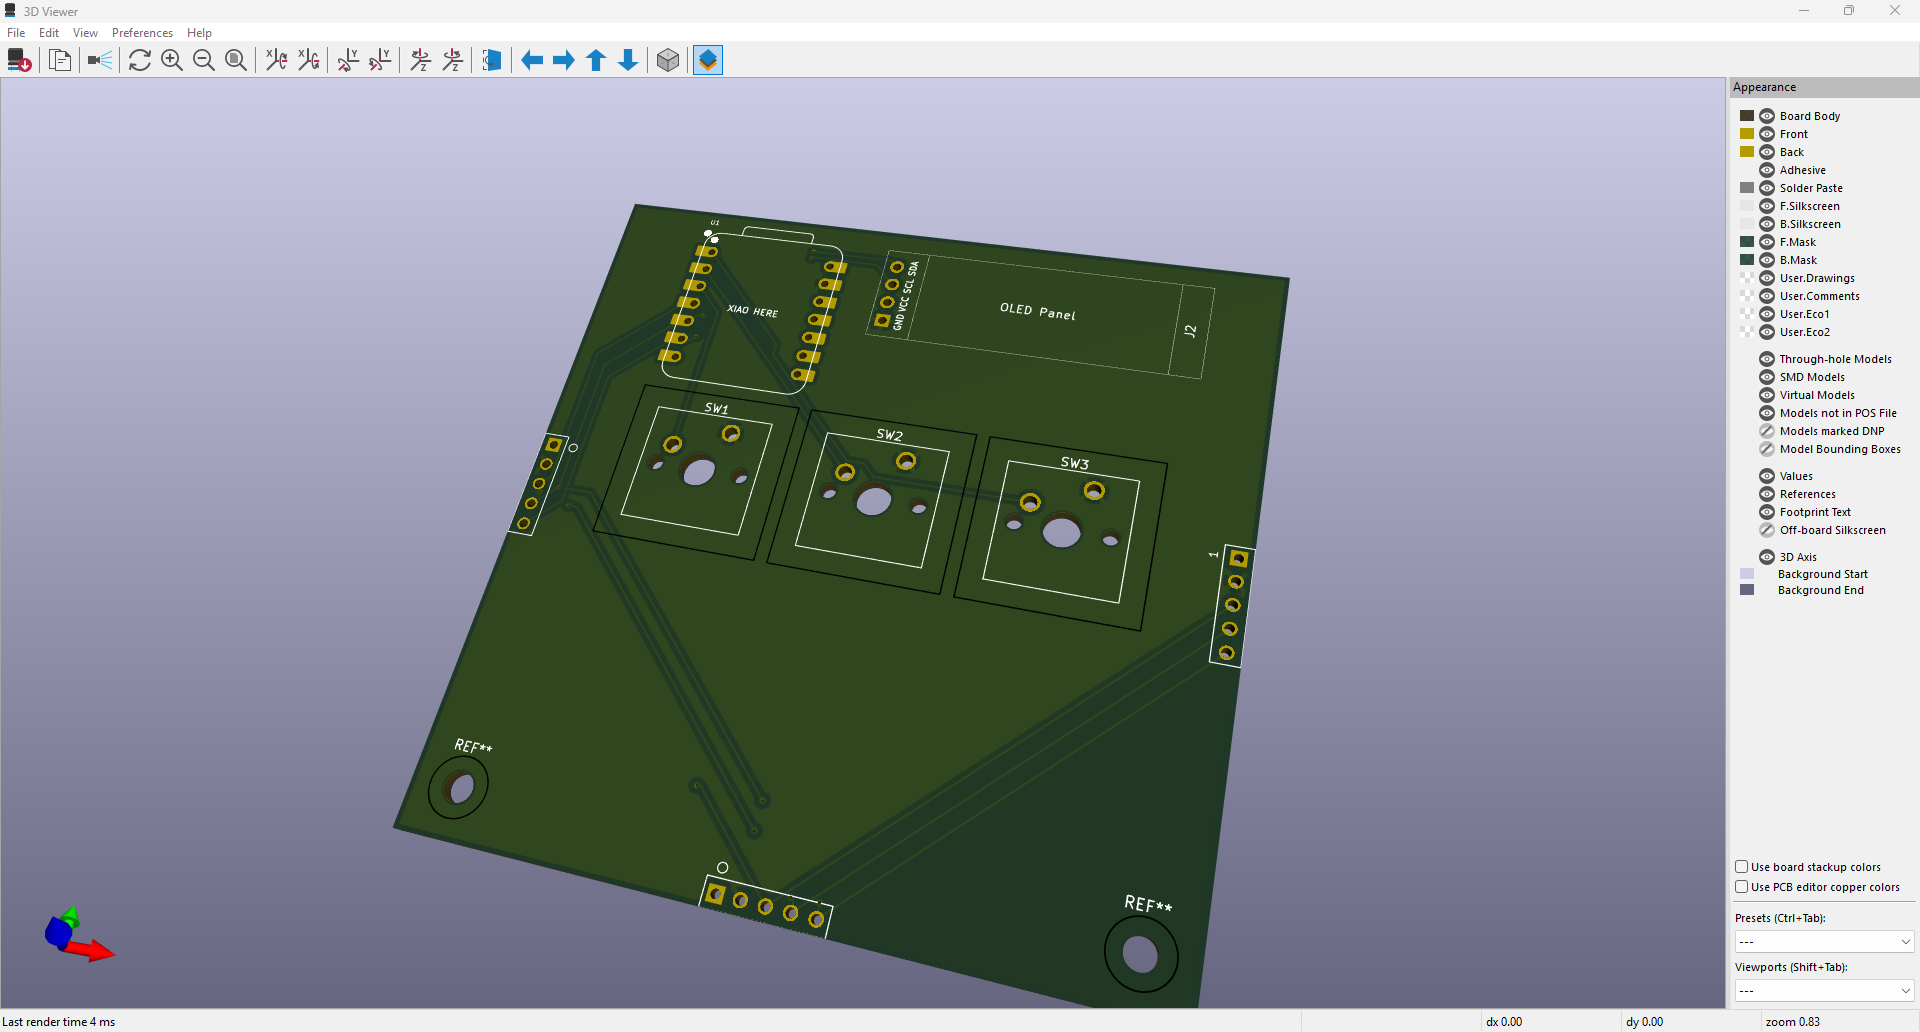 3D Viewer
File Edit View Preferences Help
U1
XIAO HERE
GND VCC SCL SDA
OLED Panel
J2
SW1
SW2
SW3
1
REF**
REF**
Appearance
Board Body
Front
Back
Adhesive
Solder Paste
F.Silkscreen
B.Silkscreen
F.Mask
B.Mask
User.Drawings
User.Comments
User.Eco1
User.Eco2
Through-hole Models
SMD Models
Virtual Models
Models not in POS File
Models marked DNP
Model Bounding Boxes
Values
References
Footprint Text
Off-board Silkscreen
3D Axis
Background Start
Background End
Use board stackup colors
Use PCB editor copper colors
Presets (Ctrl+Tab):
---
Viewports (Shift+Tab):
---
Last render time 4 ms
dx 0.00
dy 0.00
zoom 0.83